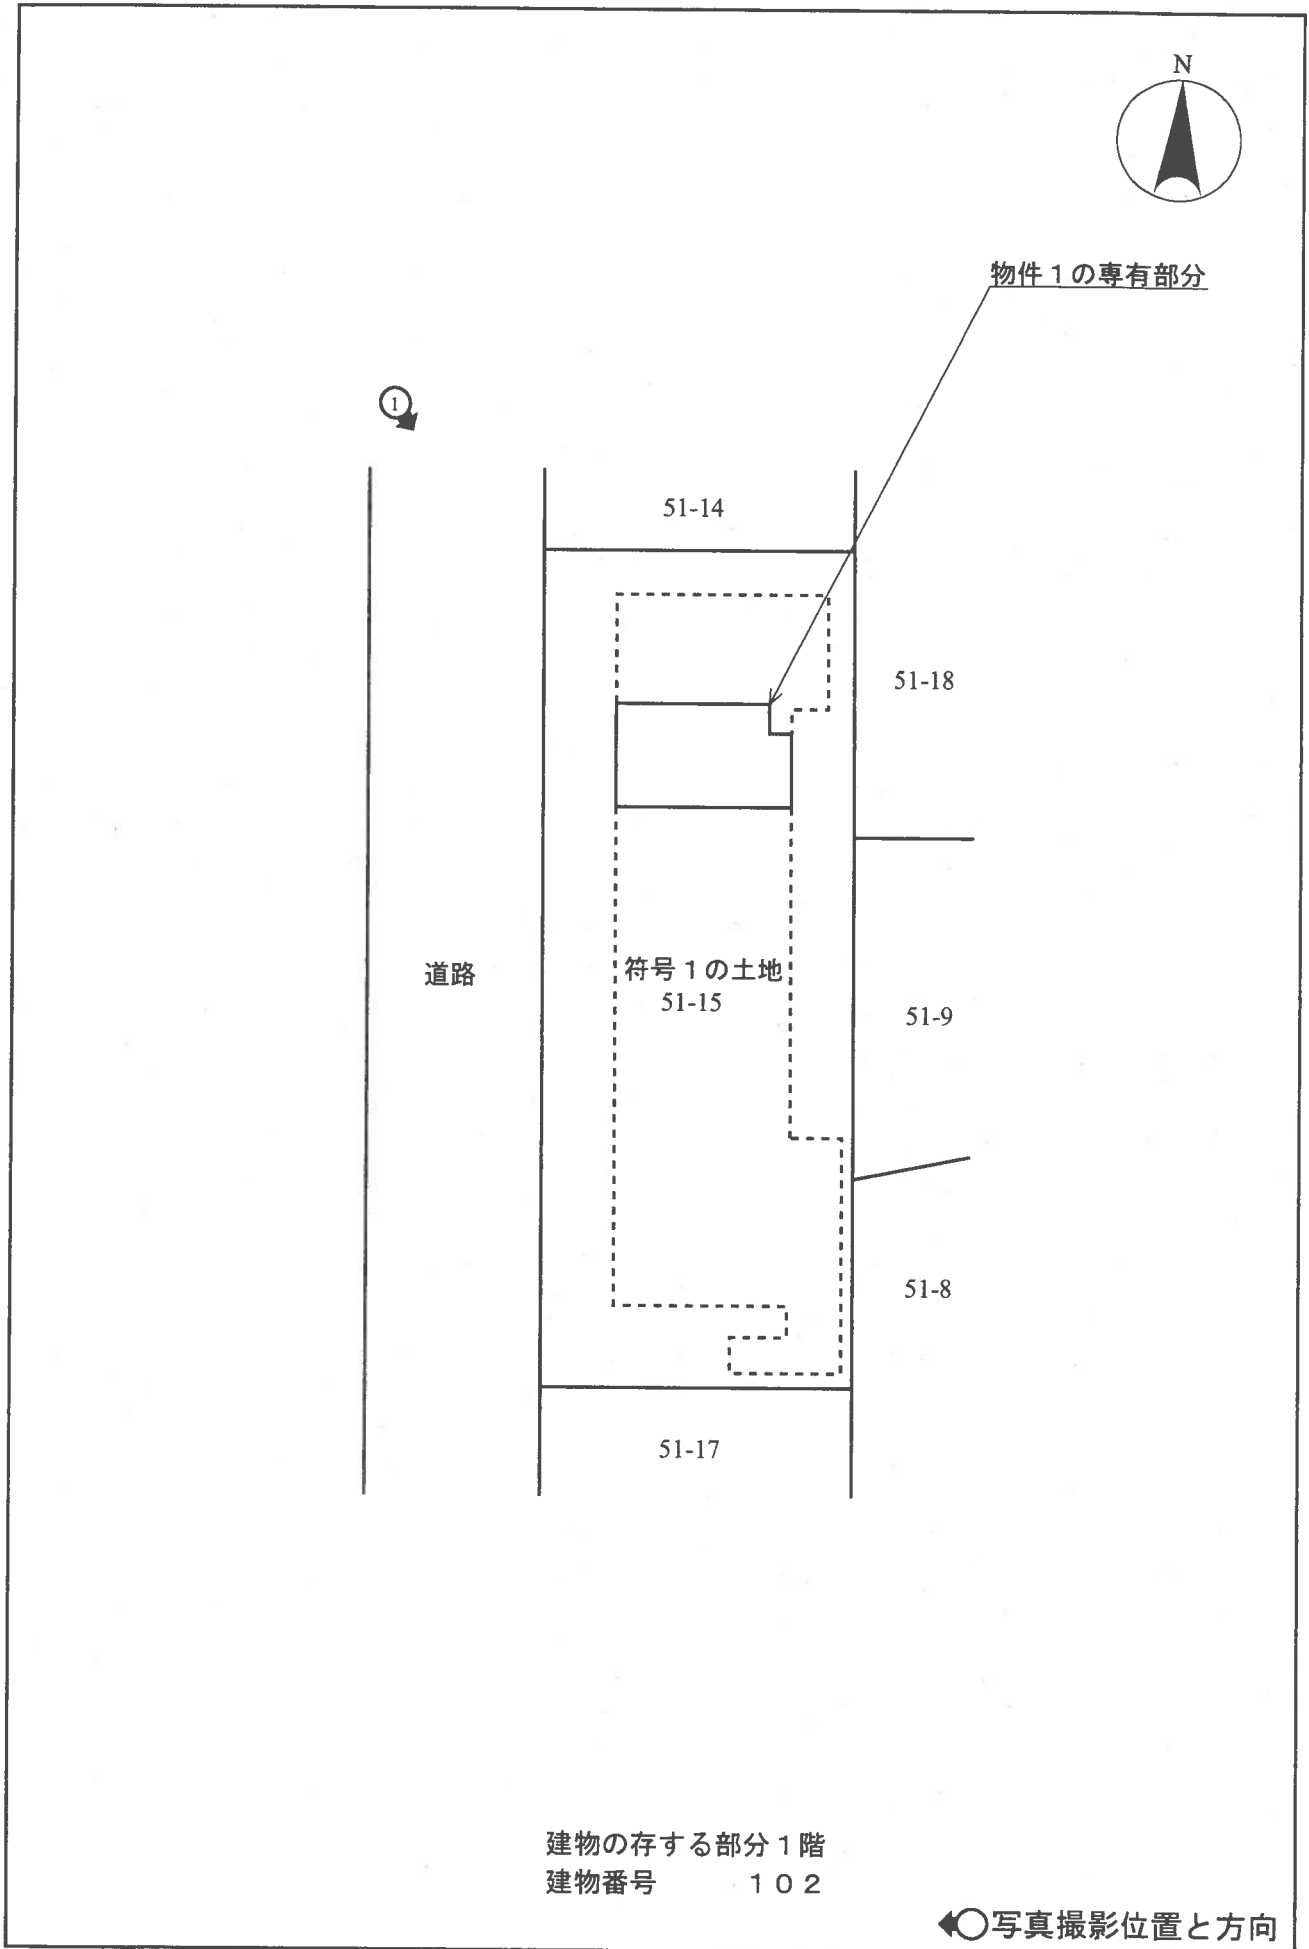 N
物件１の専有部分
1
51-14
51-18
道路
符号１の土地
51-15
51-9
51-8
51-17
建物の存する部分１階
建物番号　　　１０２
写真撮影位置と方向